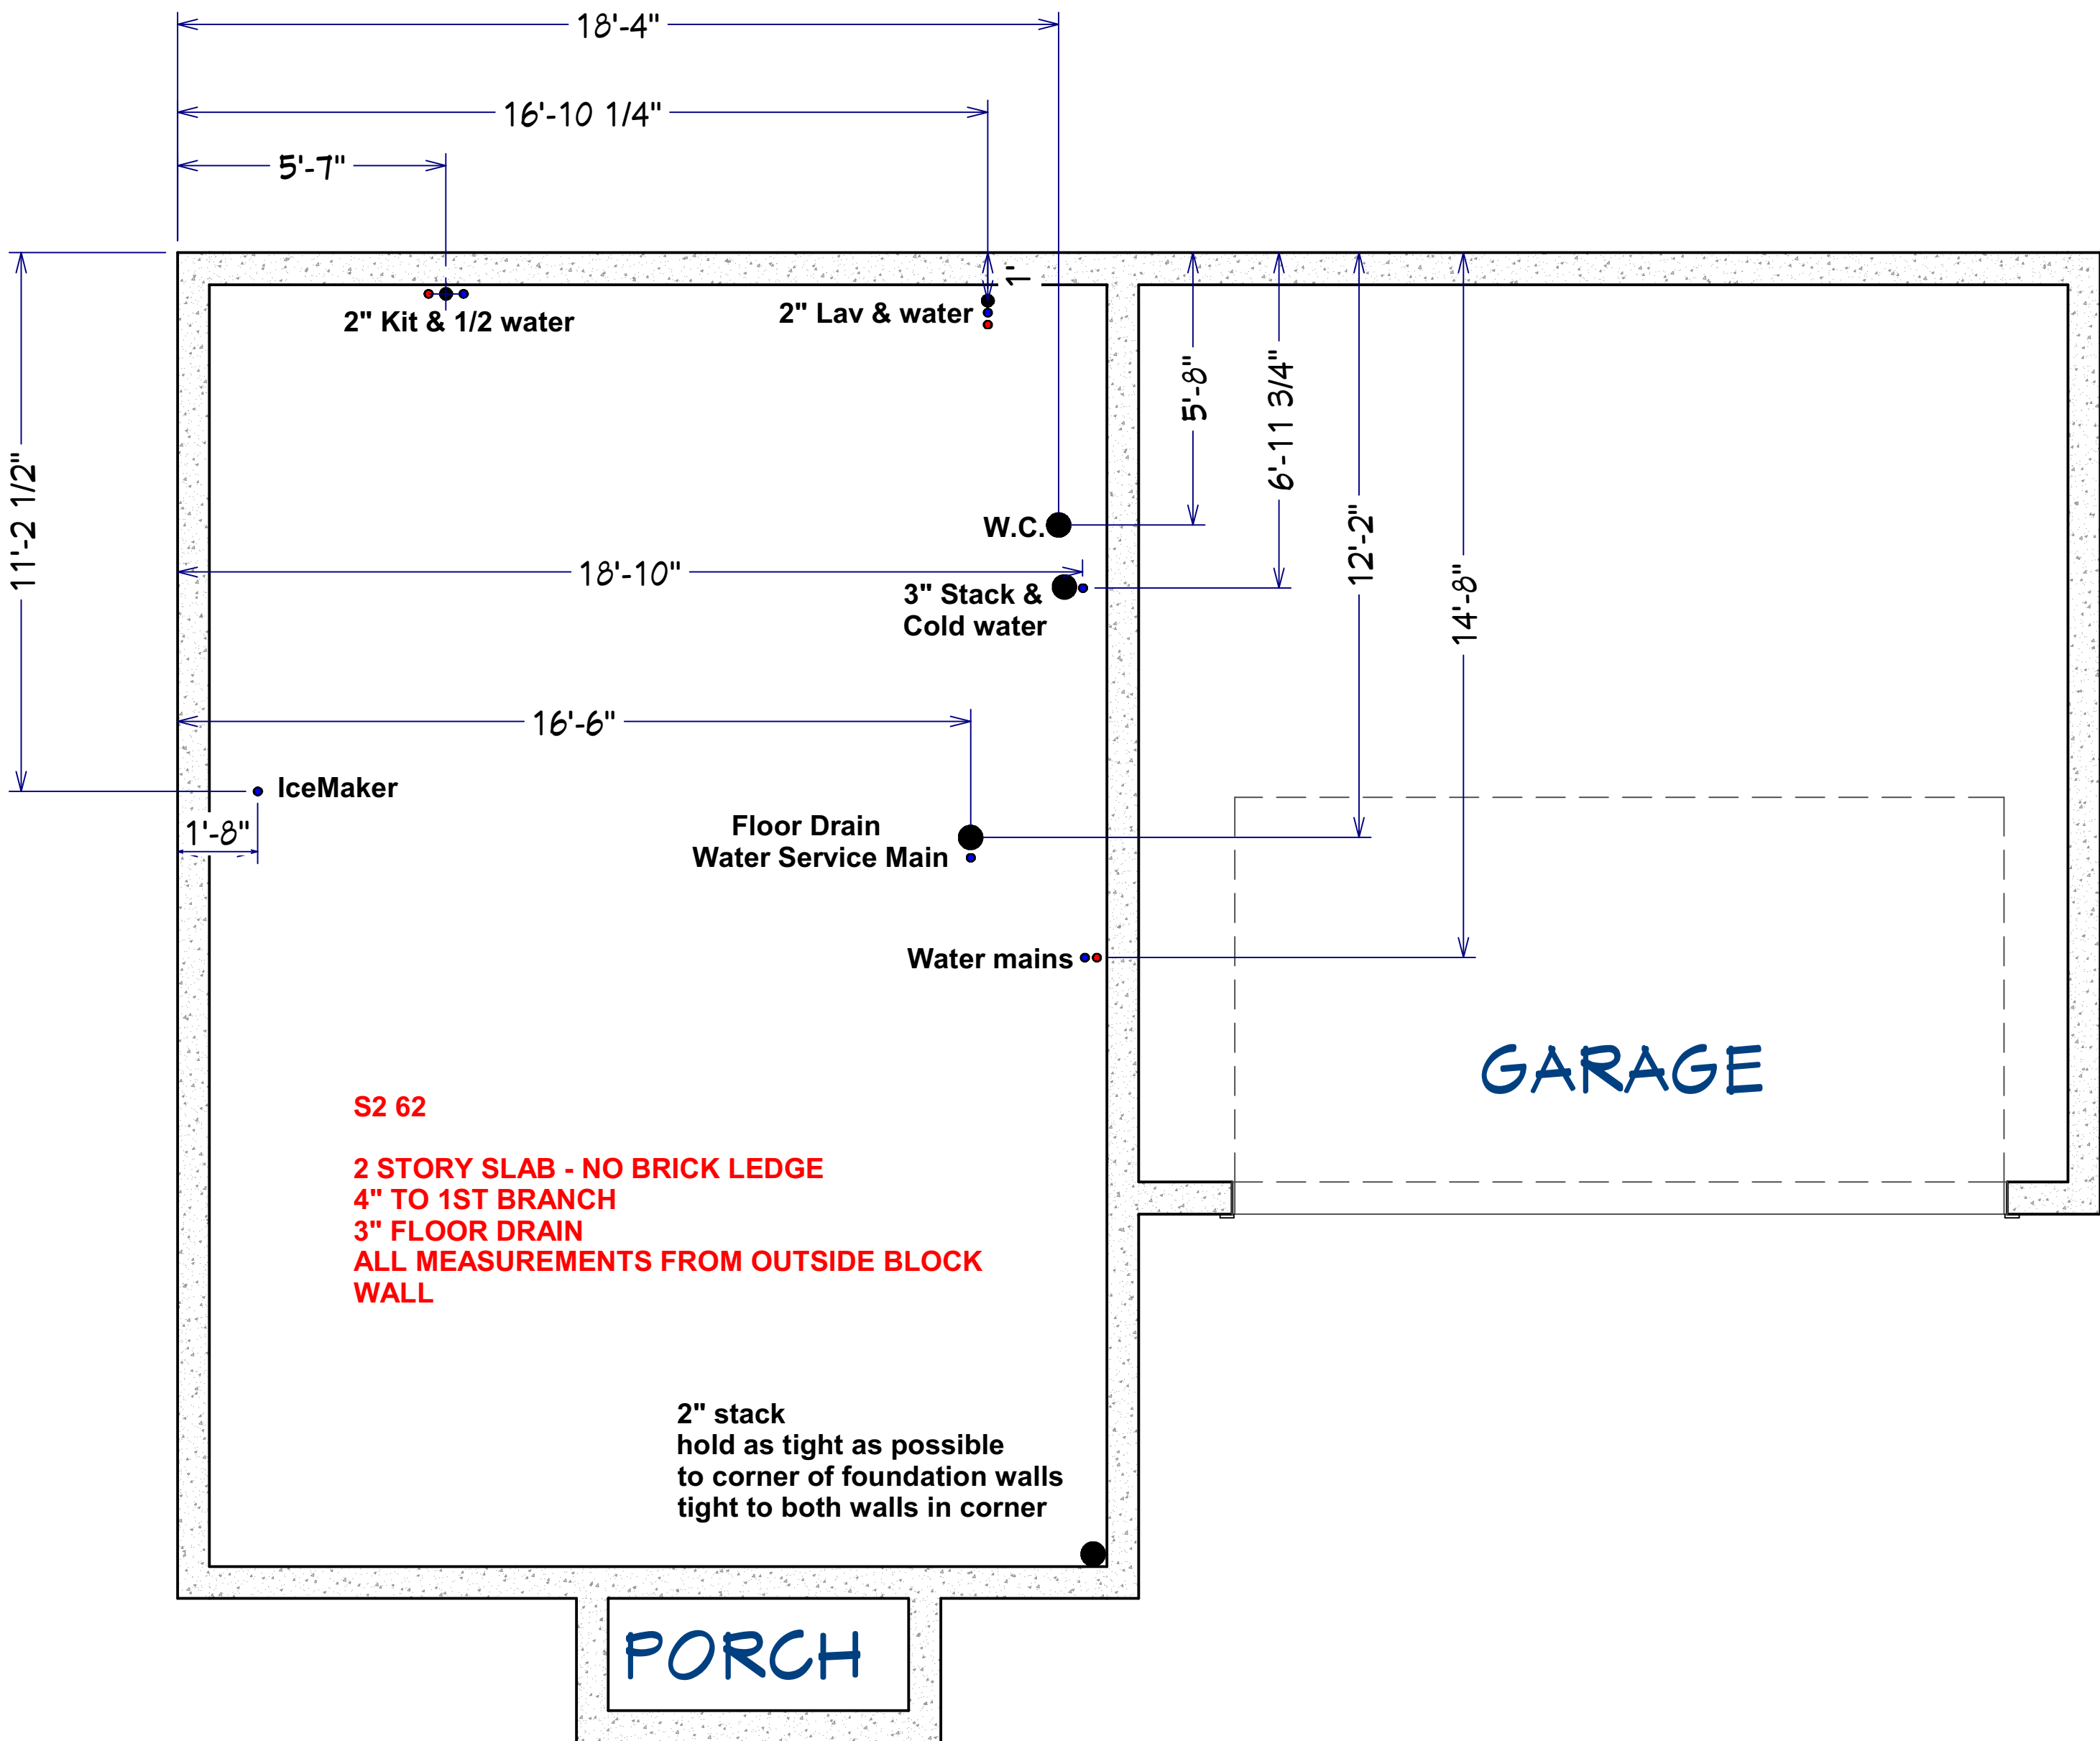 18'-4"
16'-10 1/4"
5'-7"
1'
2" Kit & 1/2 water
2" Lav & water
5'-8"
6'-11 3/4"
11'-2 1/2"
12'-2"
W.C.
14'-8"
18'-10"
3" Stack &
Cold water
16'-6"
IceMaker
1'-8"
Floor Drain
Water Service Main
Water mains
GARAGE
S2 62
2 STORY SLAB - NO BRICK LEDGE
4" TO 1ST BRANCH
3" FLOOR DRAIN
ALL MEASUREMENTS FROM OUTSIDE BLOCK
WALL
2" stack
hold as tight as possible
to corner of foundation walls
tight to both walls in corner
PORCH